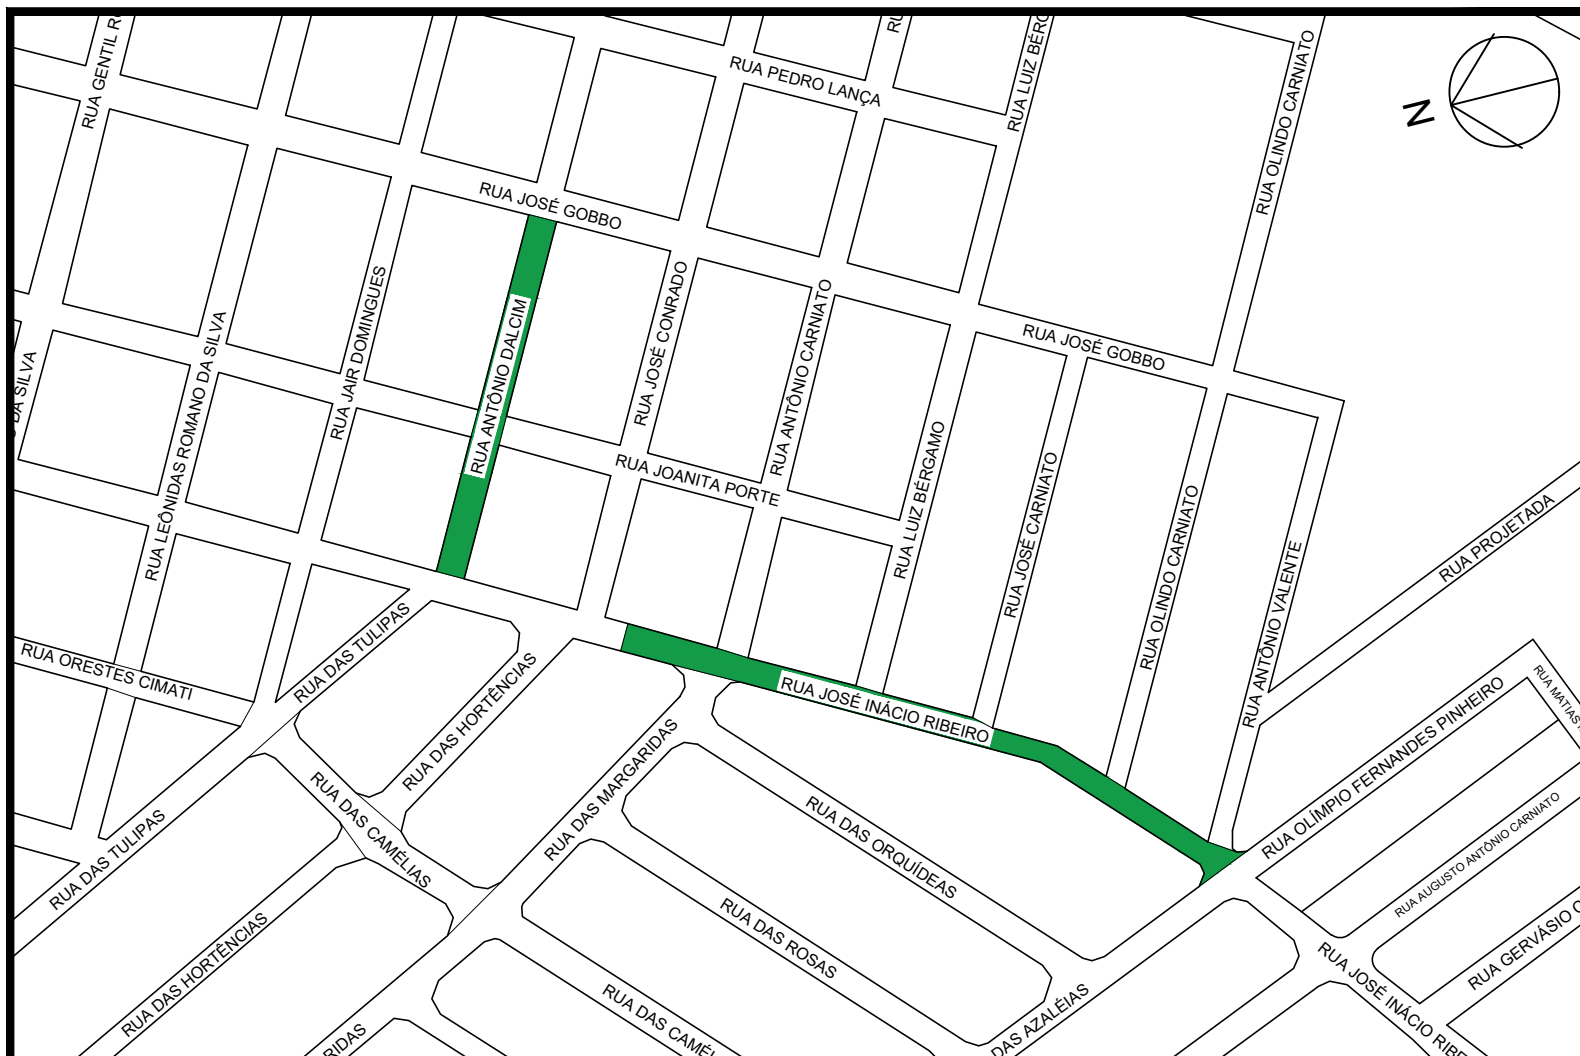 RUA GENTIL R
RUA PEDRO LANÇA
RUA LUIZ BÉRG
RUA OLINDO CARNIATO
N
RUA JOSÉ GOBBO
RUA ANTÔNIO DALCIM
RUA JOSÉ CONRADO
RUA ANTÔNIO CARNIATO
RUA JAIR DOMINGUES
RUA LEÔNIDAS ROMANO DA SILVA
DA SILVA
RUA JOSÉ GOBBO
RUA JOANITA PORTE
RUA LUIZ BÉRGAMO
RUA JOSÉ CARNIATO
RUA OLINDO CARNIATO
RUA ANTÔNIO VALENTE
RUA PROJETADA
RUA ORESTES CIMATI
RUA DAS TULIPAS
RUA DAS HORTÊNCIAS
RUA JOSÉ INÁCIO RIBEIRO
RUA MATIAS
RUA OLÍMPIO FERNANDES PINHEIRO
RUA DAS MARGARIDAS
RUA DAS CAMÉLIAS
RUA DAS TULIPAS
RUA DAS ORQUÍDEAS
RUA AUGUSTO ANTÔNIO CARNIATO
RUA DAS ROSAS
RUA DAS HORTÊNCIAS
RUA GERVÁSIO C
RUA JOSÉ INÁCIO RIBE
DAS AZALÉIAS
RUA DAS CAMÉL
RIDAS